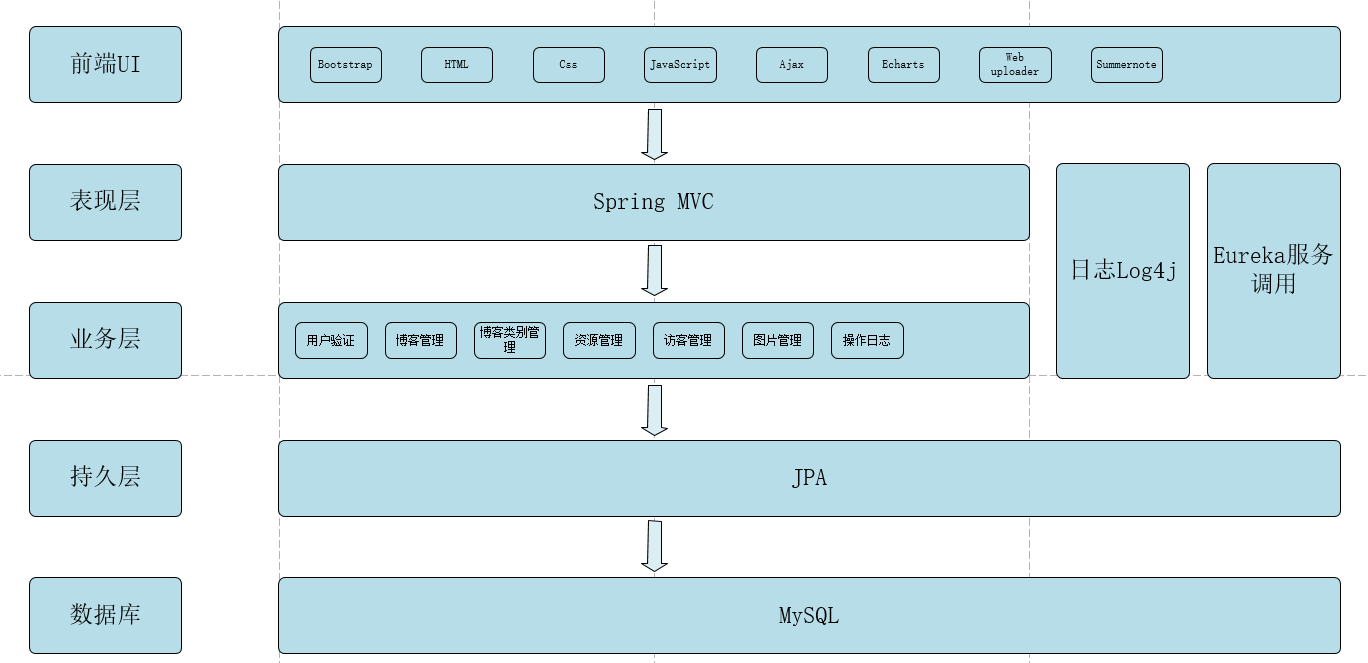 前端UI
Bootstrap
HTML
Css
JavaScript
Ajax
Echarts
Web
uploader
Summernote
表现层
Spring MVC
日志Log4j
Eureka服务
调用
业务层
用户验证
博客管理
博客类别管
理
资源管理
访客管理
图片管理
操作日志
持久层
JPA
数据库
MySQL